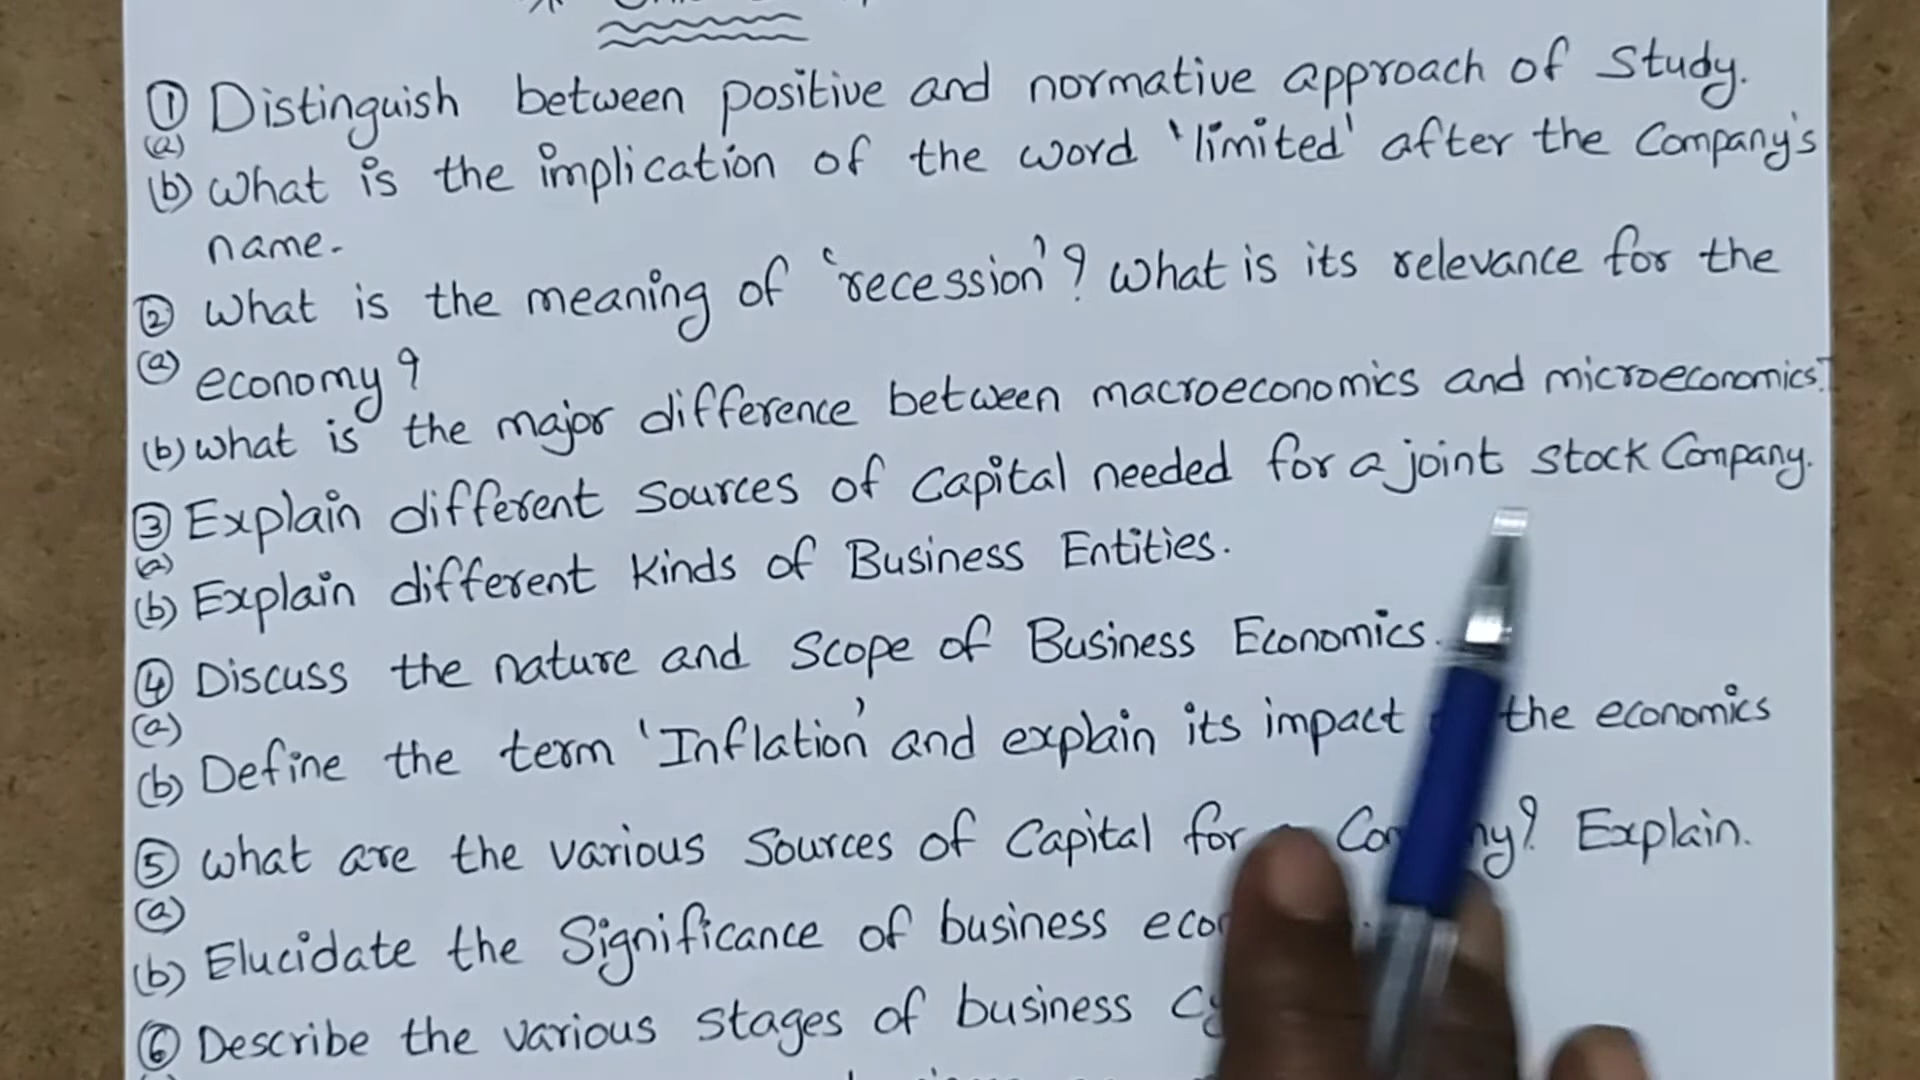 ① Distinguish between positive and normative approach of study.
(a)
(b) What is the implication of the word 'limited' after the Company's
name.
② What is the meaning of 'recession'? What is its relevance for the
(a) economy?
(b) what is the major difference between macroeconomics and microeconomics?
③ Explain different sources of capital needed for a joint stock Company.
(a)
(b) Explain different kinds of Business Entities.
④ Discuss the nature and scope of Business Economics.
(a)
(b) Define the term 'Inflation' and explain its impact the economics
⑤ what are the various sources of capital for ? Explain.
(a)
(b) Elucidate the Significance of business
⑥ Describe the various stages of business